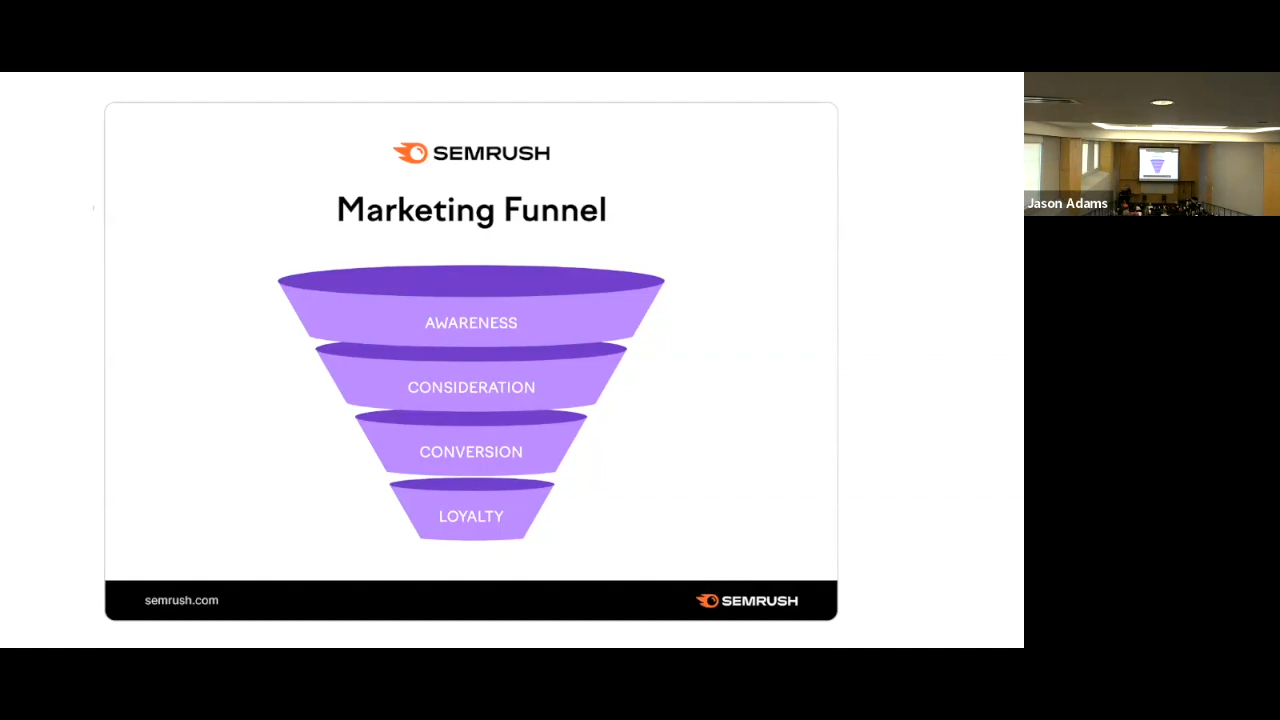 SEMRUSH
Marketing Funnel
AWARENESS
CONSIDERATION
CONVERSION
LOYALTY
semrush.com
SEMRUSH
Jason Adams